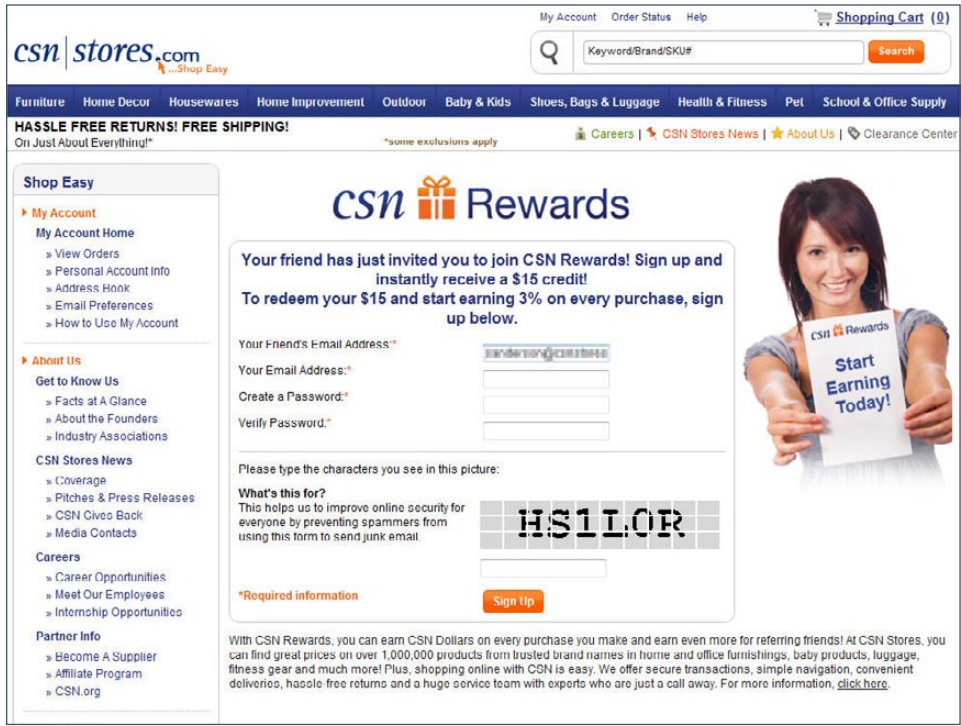 My Account Order Status Help Shopping Cart (0)
csn stores.com
...Shop Easy
Keyword/Brand/SKU# Search
Furniture Home Decor Housewares Home Improvement Outdoor Baby & Kids Shoes, Bags & Luggage Health & Fitness Pet School & Office Supply
HASSLE FREE RETURNS! FREE SHIPPING!
On Just About Everything!* *some exclusions apply
Careers | CSN Stores News | About Us | Clearance Center
Shop Easy
My Account
My Account Home
» View Orders
» Personal Account Info
» Address Book
» Email Preferences
» How to Use My Account
About Us
Get to Know Us
» Facts at A Glance
» About the Founders
» Industry Associations
CSN Stores News
» Coverage
» Pitches & Press Releases
» CSN Gives Back
» Media Contacts
Careers
» Career Opportunities
» Meet Our Employees
» Internship Opportunities
Partner Info
» Become A Supplier
» Affiliate Program
» CSN.org
csn Rewards
Your friend has just invited you to join CSN Rewards! Sign up and
instantly receive a $15 credit!
To redeem your $15 and start earning 3% on every purchase, sign
up below.
Your Friend's Email Address:*
Your Email Address:*
Create a Password:*
Verify Password:*
Please type the characters you see in this picture:
What's this for?
This helps us to improve online security for
everyone by preventing spammers from
using this form to send junk email.
HS1L0R
*Required information
Sign Up
csn Rewards
Start
Earning
Today!
With CSN Rewards, you can earn CSN Dollars on every purchase you make and earn even more for referring friends! At CSN Stores, you
can find great prices on over 1,000,000 products from trusted brand names in home and office furnishings, baby products, luggage,
fitness gear and much more! Plus, shopping online with CSN is easy. We offer secure transactions, simple navigation, convenient
deliveries, hassle-free returns and a huge service team with experts who are just a call away. For more information, click here.